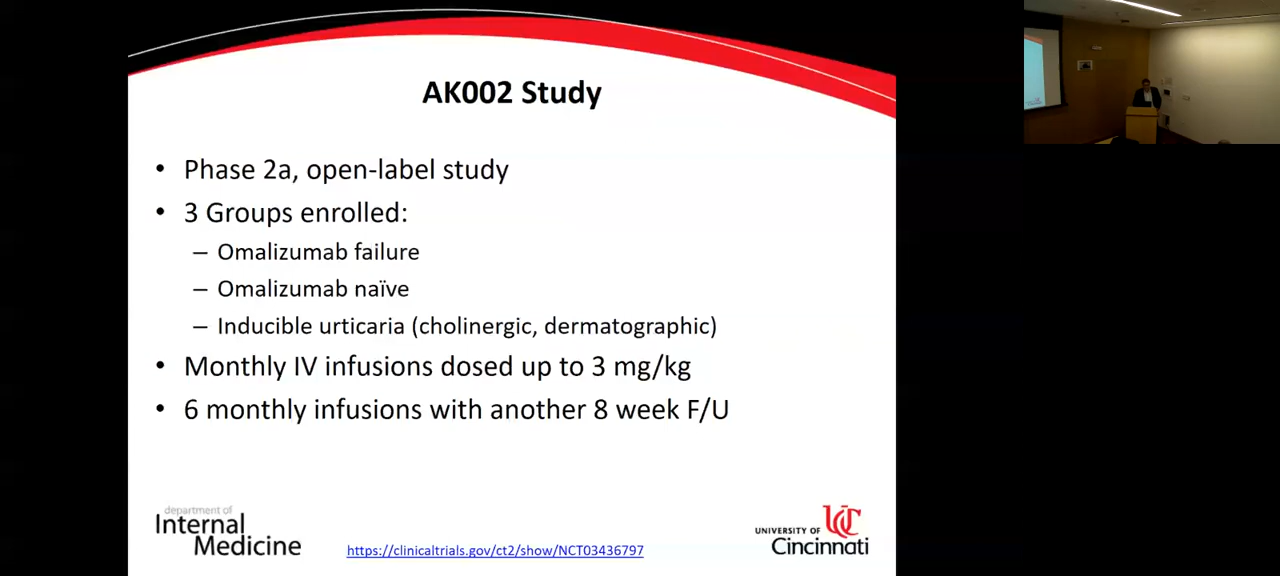 AK002 Study
• Phase 2a, open-label study
• 3 Groups enrolled:
– Omalizumab failure
– Omalizumab naïve
– Inducible urticaria (cholinergic, dermatographic)
• Monthly IV infusions dosed up to 3 mg/kg
• 6 monthly infusions with another 8 week F/U
department of
Internal
Medicine
https://clinicaltrials.gov/ct2/show/NCT03436797
UC
UNIVERSITY OF
Cincinnati